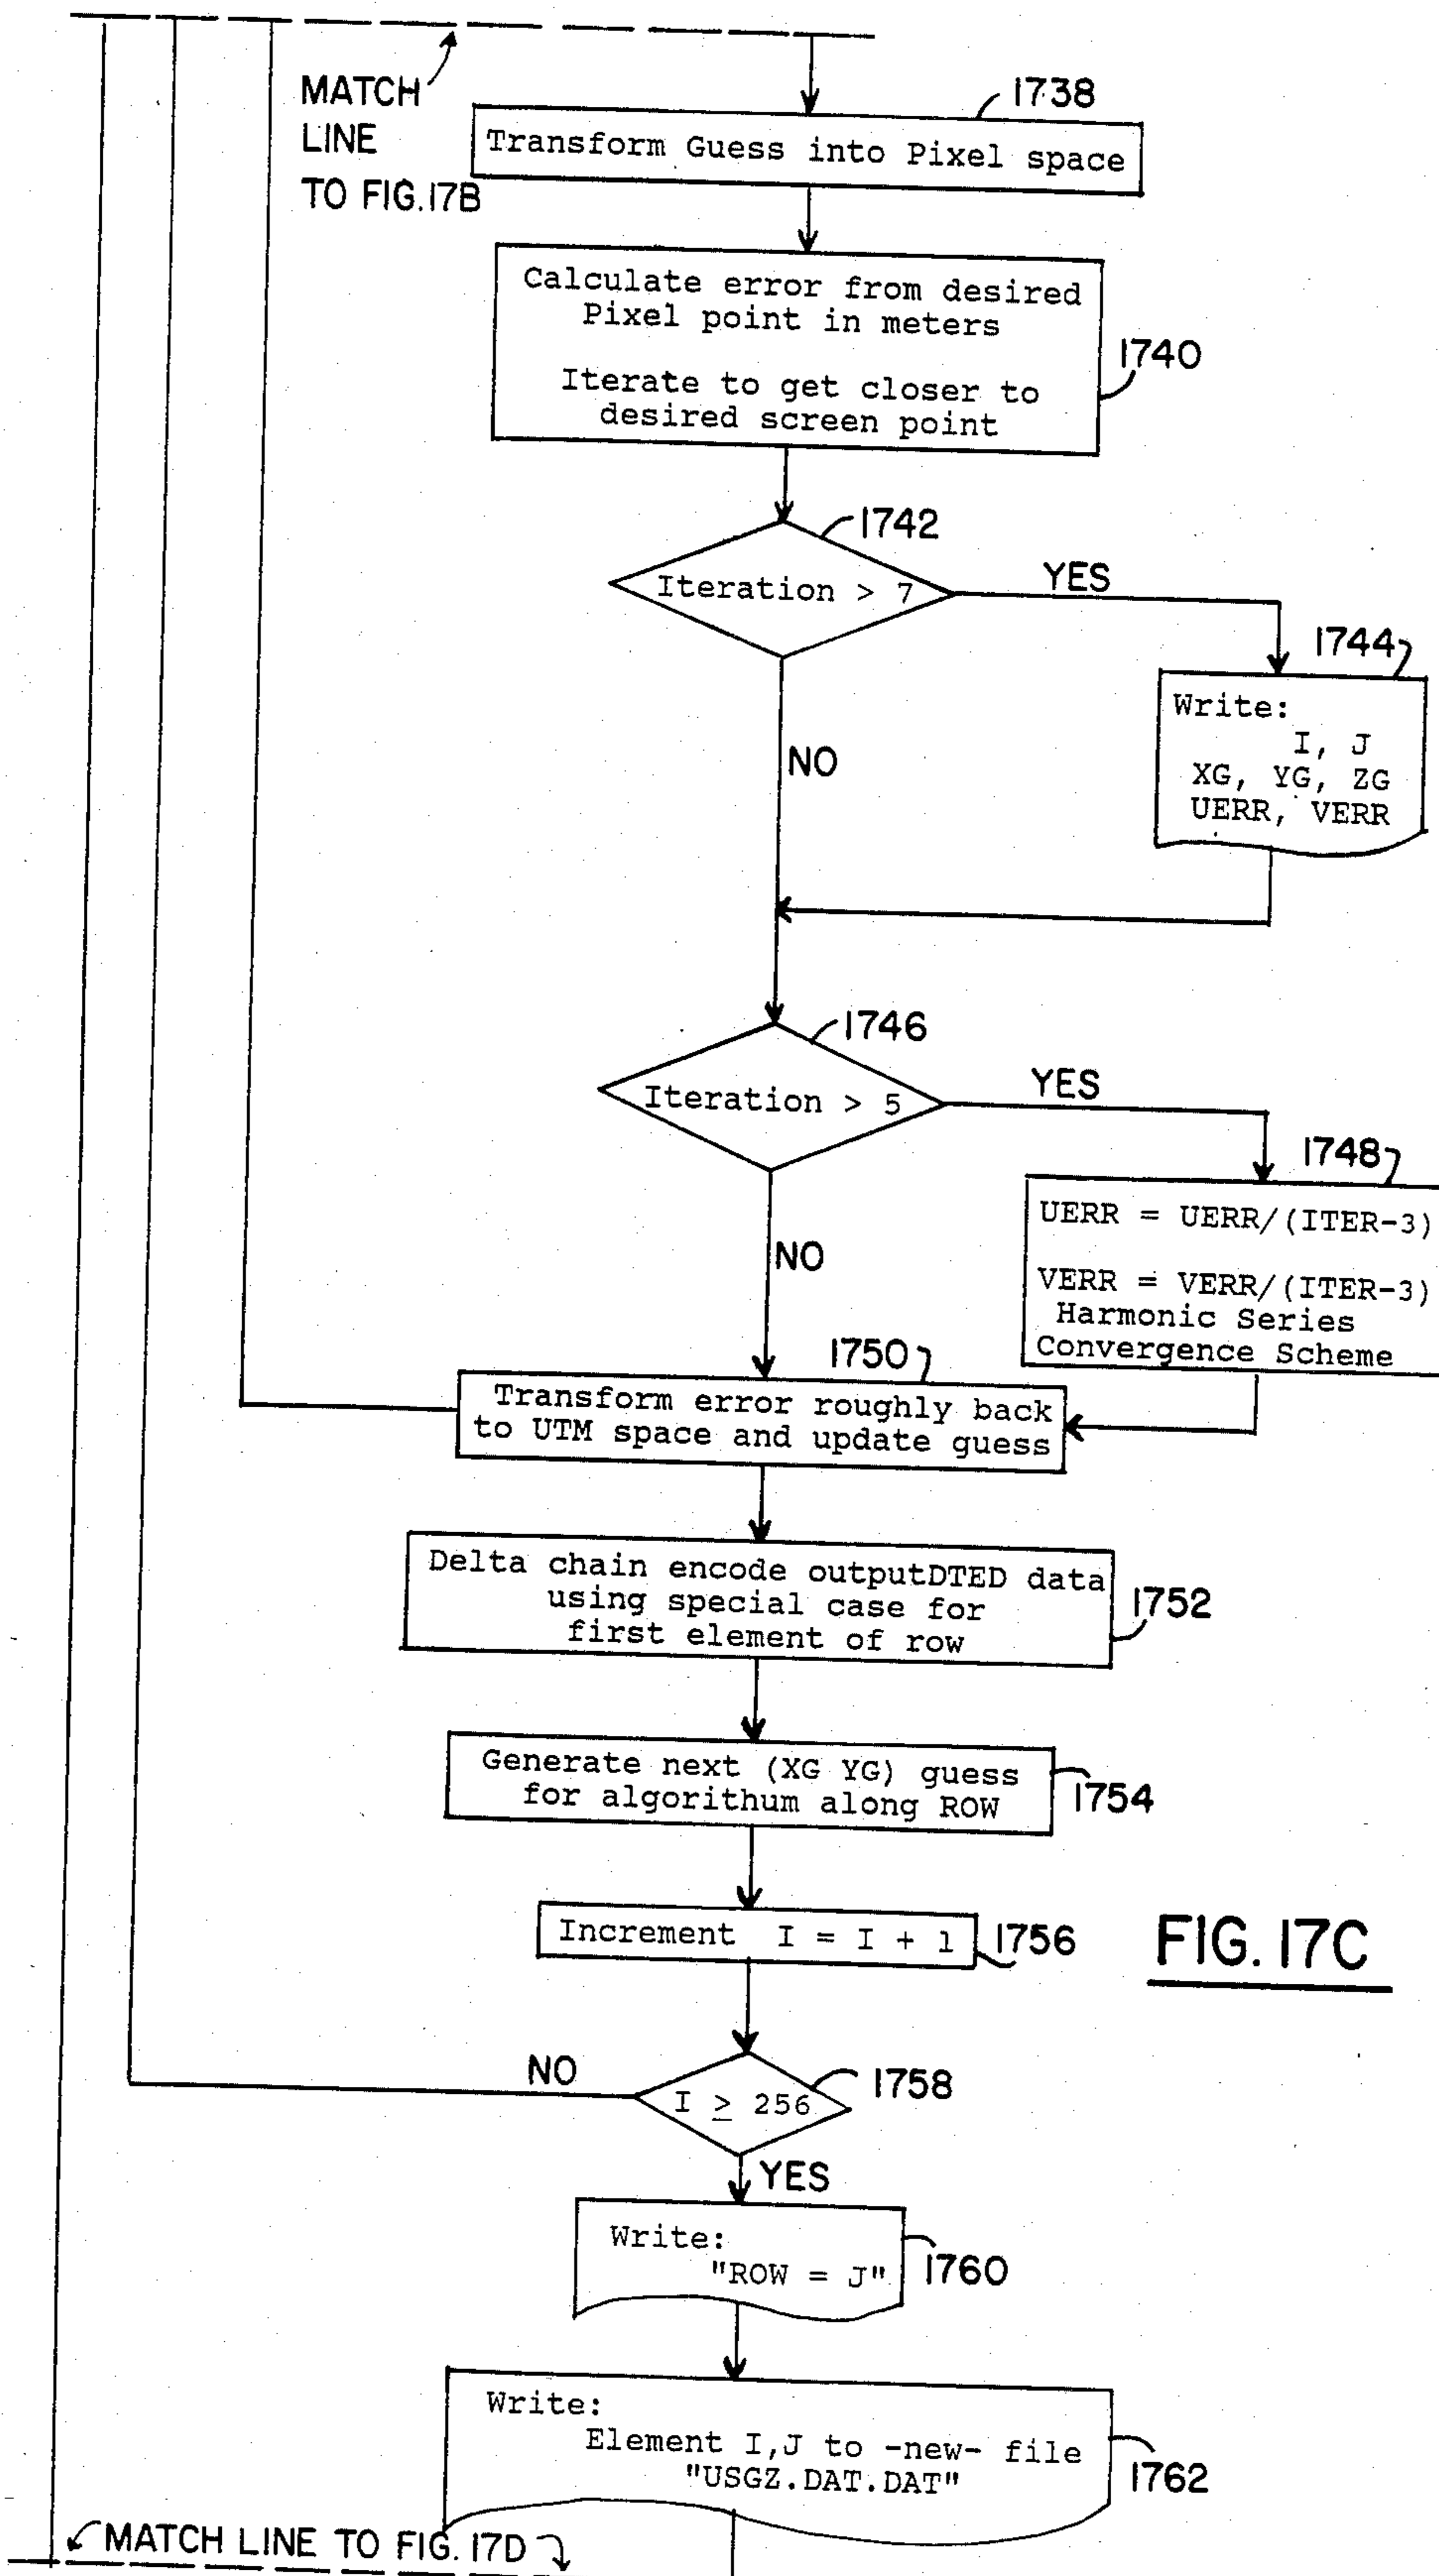 MATCH
LINE
TO FIG.17B
1738
Transform Guess into Pixel space
Calculate error from desired
Pixel point in meters
Iterate to get closer to
desired screen point
1740
1742
Iteration > 7
YES
NO
1744
Write:
I, J
XG, YG, ZG
UERR, VERR
1746
Iteration > 5
YES
NO
1748
UERR = UERR/(ITER-3)
VERR = VERR/(ITER-3)
Harmonic Series
Convergence Scheme
1750
Transform error roughly back
to UTM space and update guess
Delta chain encode outputDTED data
using special case for
first element of row
1752
Generate next (XG YG) guess
for algorithum along ROW
1754
Increment I = I + 1
1756
FIG. 17C
NO
I ≥ 256
1758
YES
Write:
"ROW = J"
1760
Write:
Element I,J to -new- file
"USGZ.DAT.DAT"
1762
MATCH LINE TO FIG. 17D